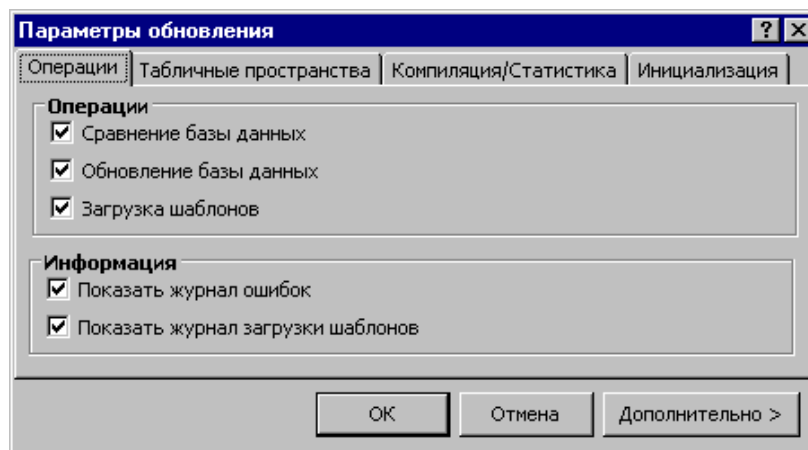 Параметры обновления
Операции Табличные пространства Компиляция/Статистика Инициализация
Операции
Сравнение базы данных
Обновление базы данных
Загрузка шаблонов
Информация
Показать журнал ошибок
Показать журнал загрузки шаблонов
OK Отмена Дополнительно >